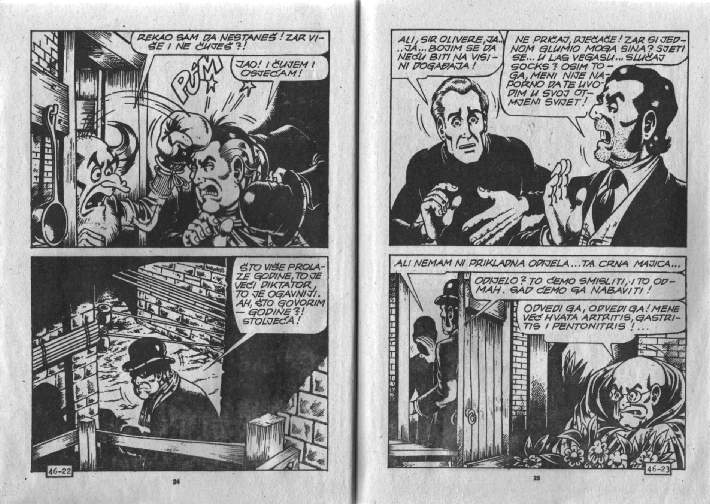 REKAO SAM DA NESTANEŠ! ZAR VI-
ŠE I NE ČUJEŠ?!
PUM
JAO! I ČUJEM I
OSJEĆAM!
ŠTO VIŠE PROLA-
ZE GODINE, TO JE
VEĆI DIKTATOR,
TO JE OGAVNIJI.
AH, ŠTO GOVORIM
- GODINE?!
STOLJEĆA!
46-22
24
ALI, SIR OLIVERE, JA...
...JA... BOJIM SE DA
NEĆU BITI NA VISI-
NI DOGAĐAJA!
NE PRIČAJ, DJEČAČE! ZAR SI JED-
NOM GLUMIO MOGA SINA? SJETI
SE... U LAS VEGASU... SLUČAJ
SOCKS? OSIM TO-
GA, MENI NIJE NA-
PORNO DA TE UVO-
DIM U SVOJ OT-
MJENI SVIJET!
ALI NEMAM NI PRIKLADNA ODIJELA... TA CRNA MAJICA...
ODIJELO? TO ĆEMO SMISLITI, I TO OD-
MAH. SAD ĆEMO GA NABAVITI!
ODVEDI GA, ODVEDI GA! MENE
VEĆ HVATA ARTRITIS, GASTRI-
TIS I PENTONITRIS!...
46-23
25